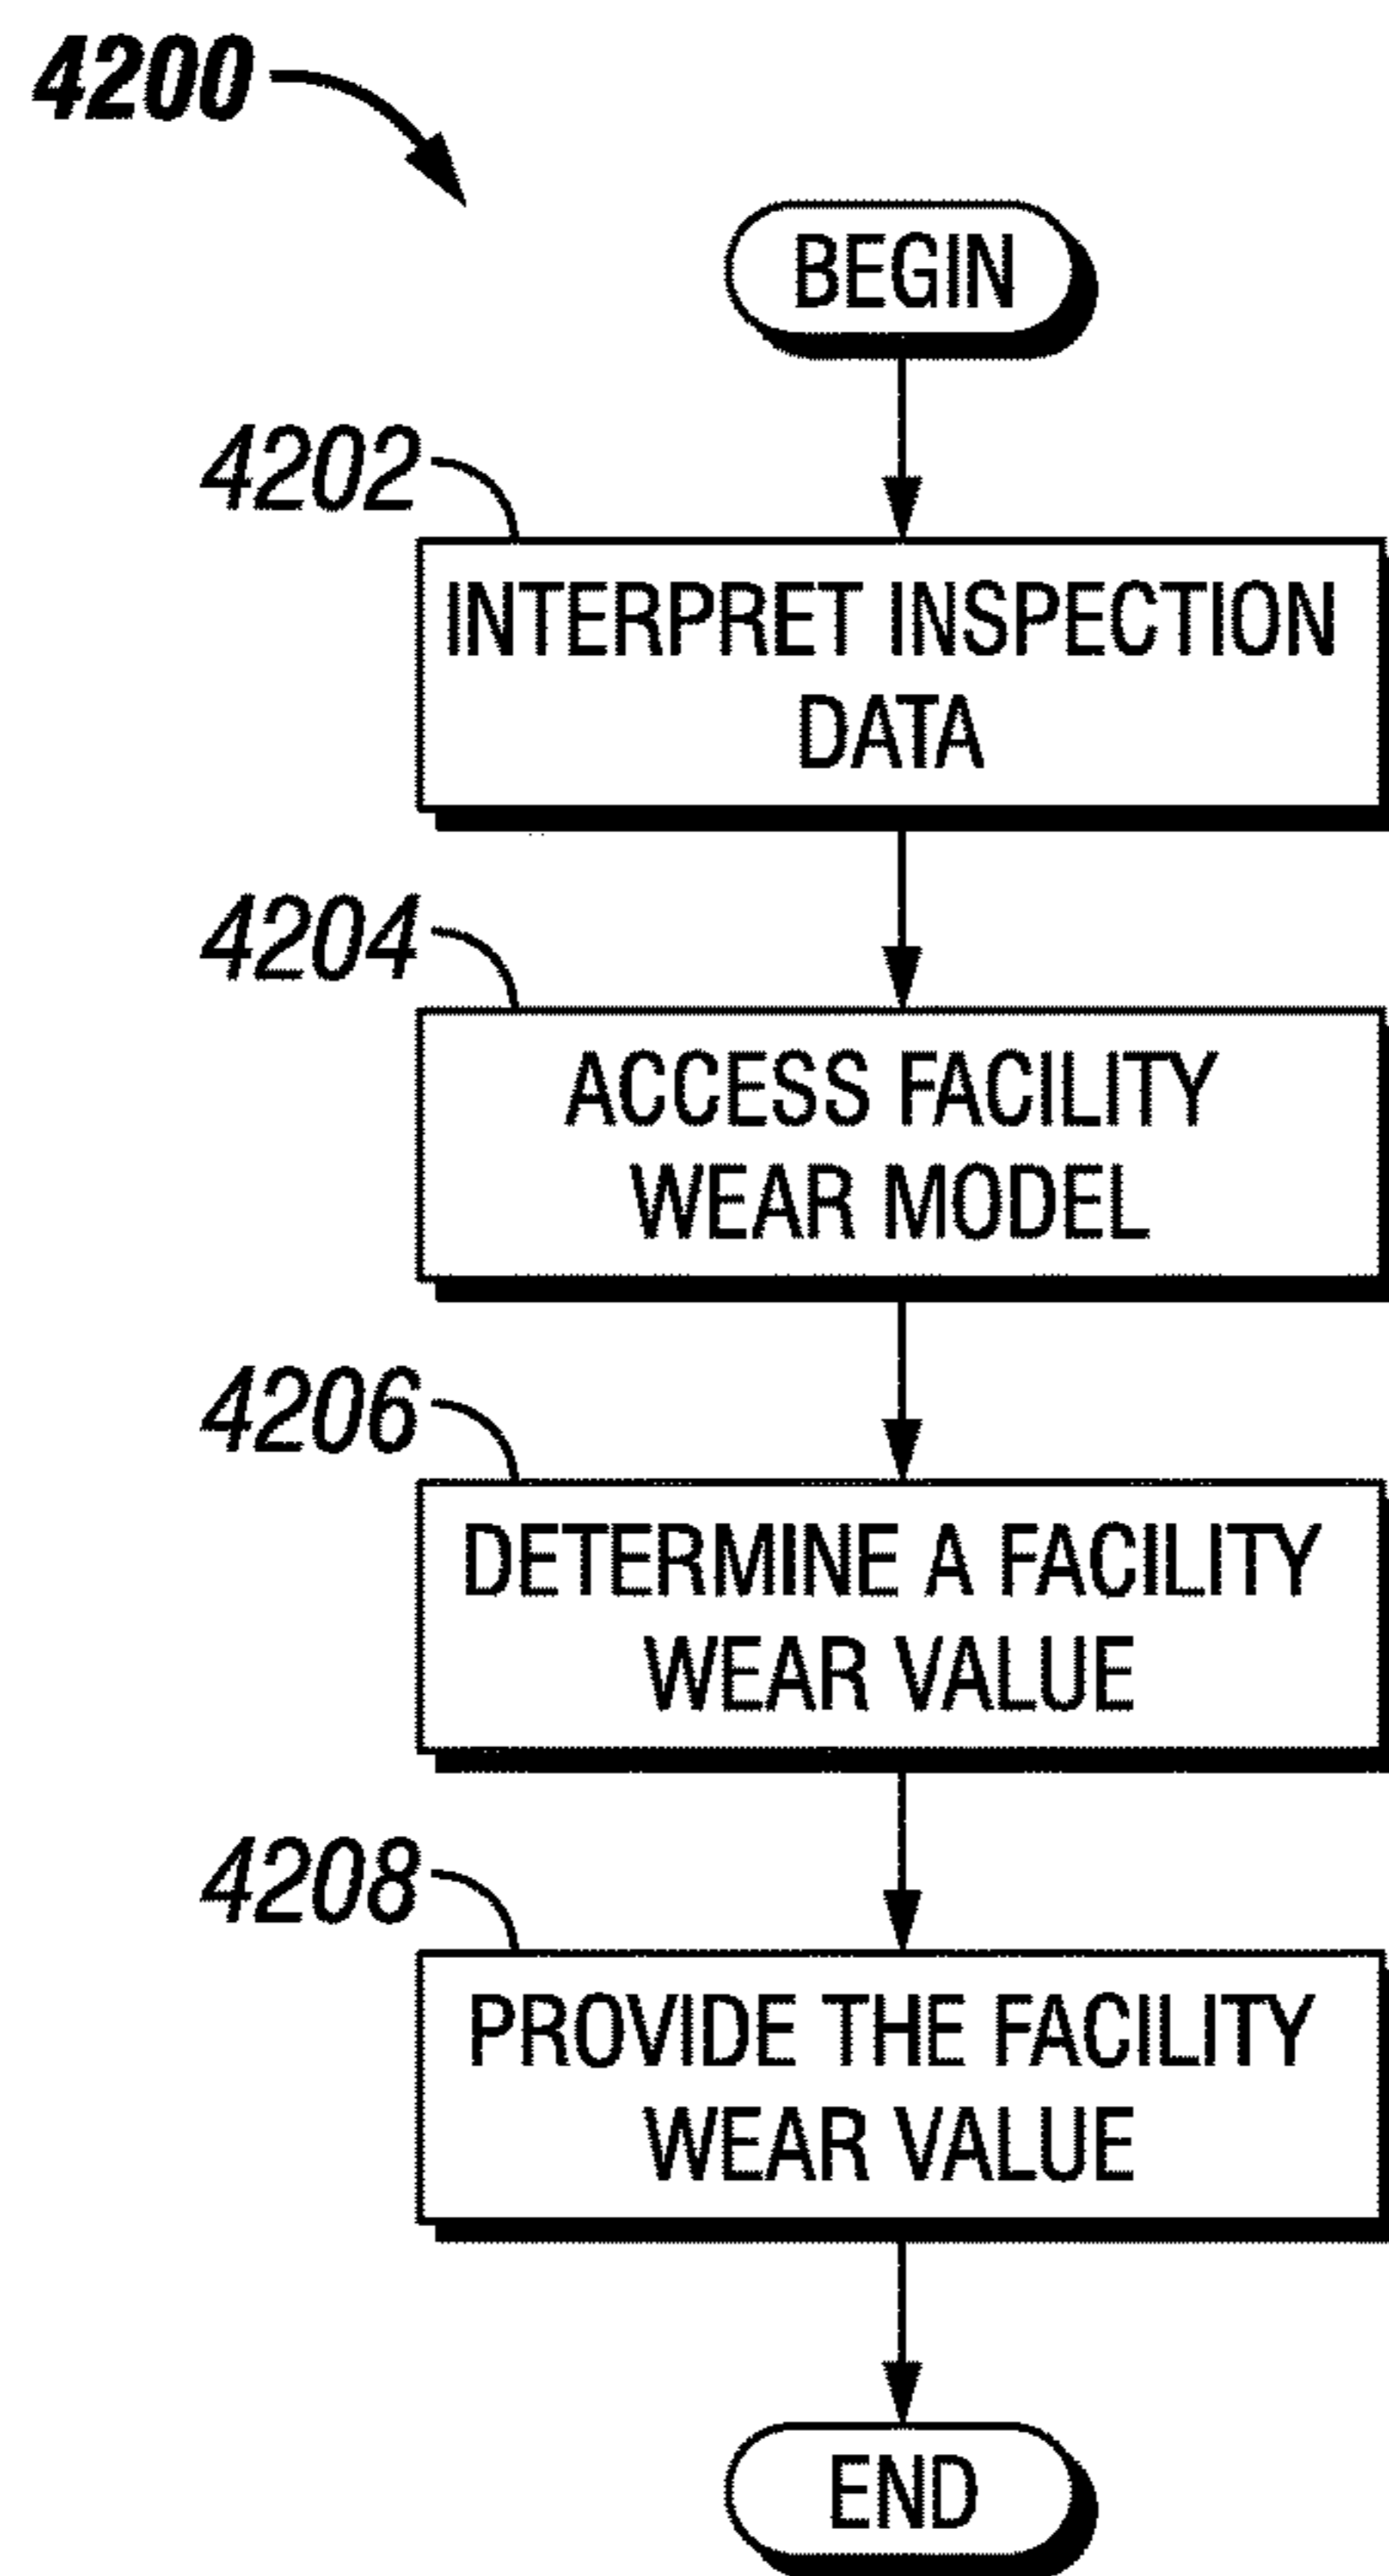 4200
BEGIN
4202
INTERPRET INSPECTION
DATA
4204
ACCESS FACILITY
WEAR MODEL
4206
DETERMINE A FACILITY
WEAR VALUE
4208
PROVIDE THE FACILITY
WEAR VALUE
END